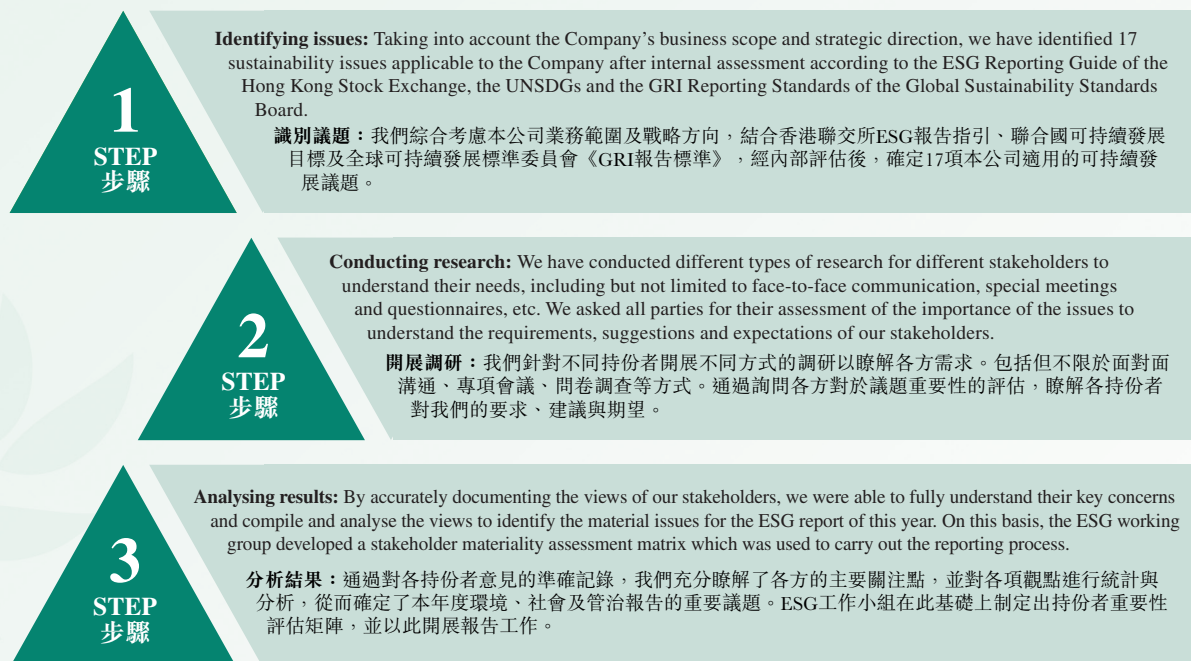 1
STEP
步驟
Identifying issues: Taking into account the Company's business scope and strategic direction, we have identified 17
sustainability issues applicable to the Company after internal assessment according to the ESG Reporting Guide of the
Hong Kong Stock Exchange, the UNSDGs and the GRI Reporting Standards of the Global Sustainability Standards
Board.
識別議題：我們綜合考慮本公司業務範圍及戰略方向，結合香港聯交所ESG報告指引、聯合國可持續發展
目標及全球可持續發展標準委員會《GRI報告標準》，經內部評估後，確定17項本公司適用的可持續發
展議題。
2
STEP
步驟
Conducting research: We have conducted different types of research for different stakeholders to
understand their needs, including but not limited to face-to-face communication, special meetings
and questionnaires, etc. We asked all parties for their assessment of the importance of the issues to
understand the requirements, suggestions and expectations of our stakeholders.
開展調研：我們針對不同持份者開展不同方式的調研以瞭解各方需求。包括但不限於面對面
溝通、專項會議、問卷調查等方式。通過詢問各方對於議題重要性的評估，瞭解各持份者
對我們的要求、建議與期望。
3
STEP
步驟
Analysing results: By accurately documenting the views of our stakeholders, we were able to fully understand their key concerns
and compile and analyse the views to identify the material issues for the ESG report of this year. On this basis, the ESG working
group developed a stakeholder materiality assessment matrix which was used to carry out the reporting process.
分析結果：通過對各持份者意見的準確記錄，我們充分瞭解了各方的主要關注點，並對各項觀點進行統計與
分析，從而確定了本年度環境、社會及管治報告的重要議題。ESG工作小組在此基礎上制定出持份者重要性
評估矩陣，並以此開展報告工作。